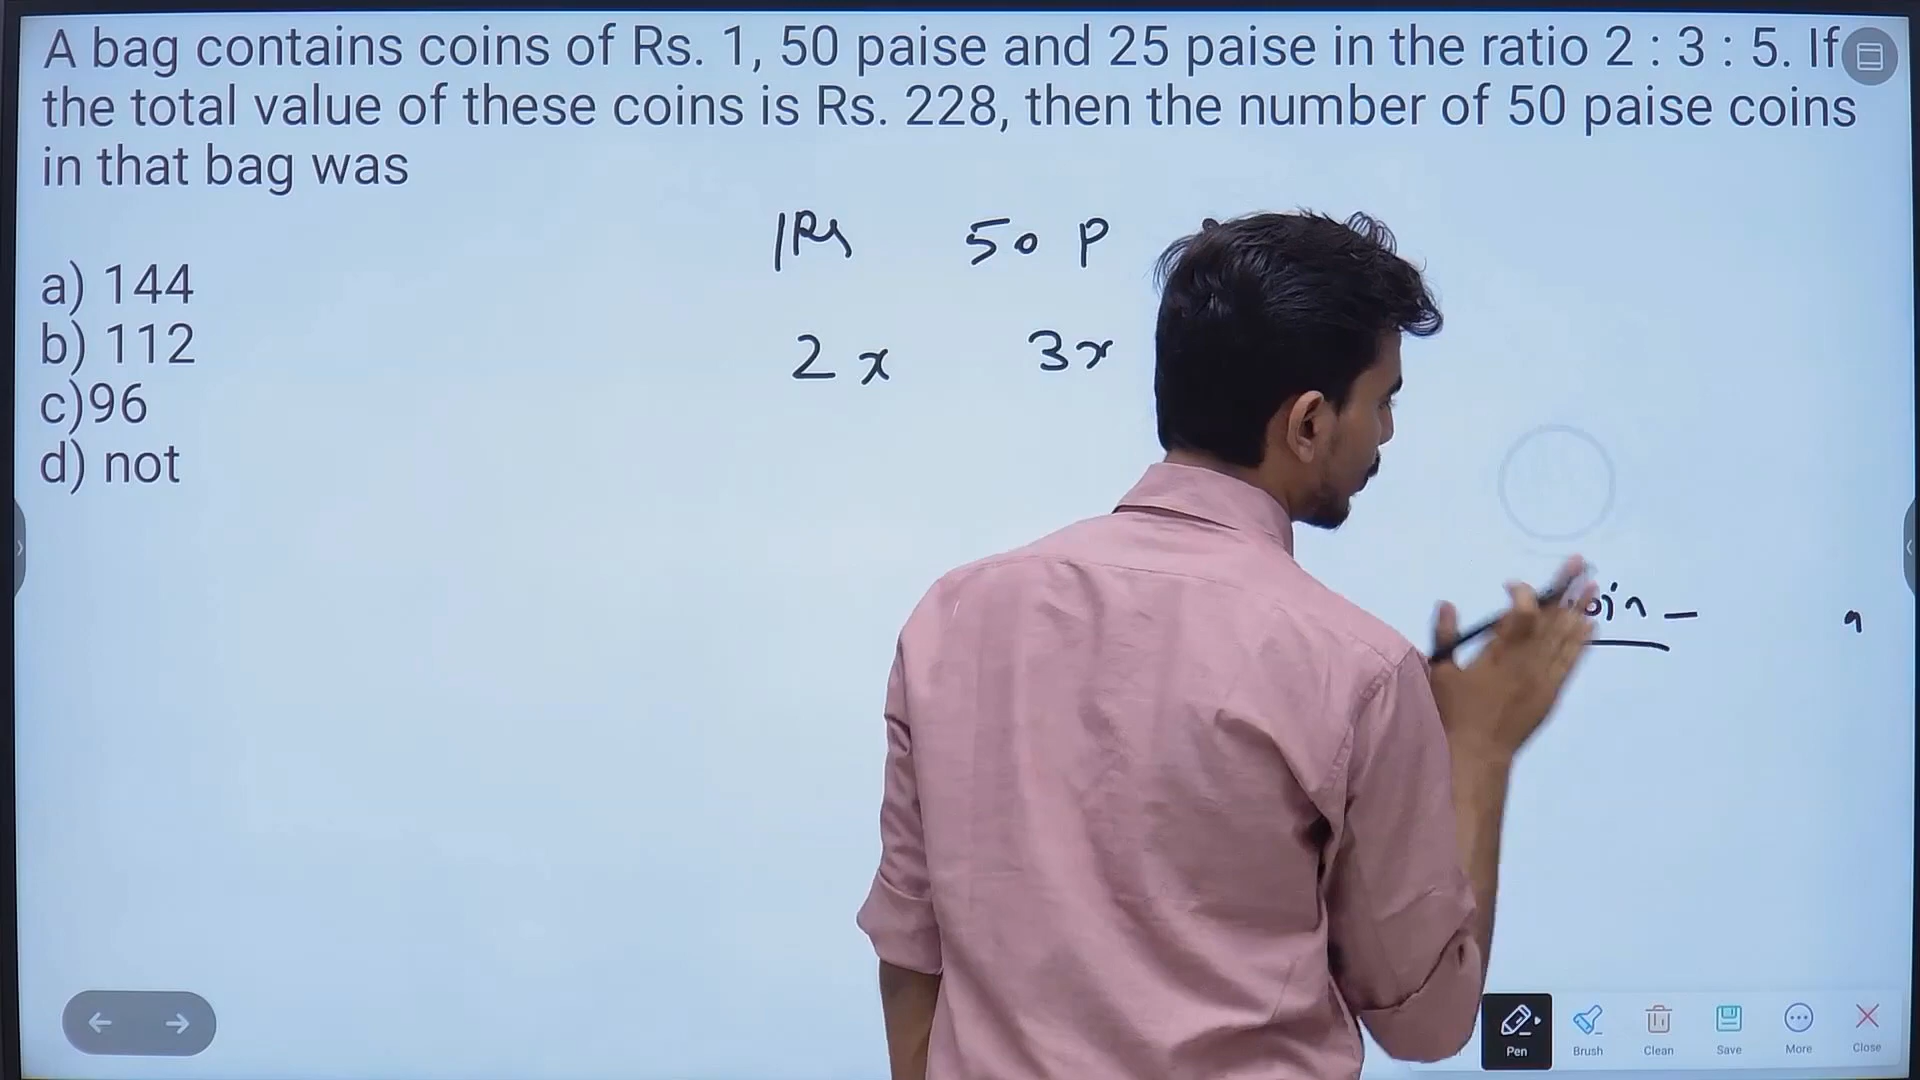 A bag contains coins of Rs. 1, 50 paise and 25 paise in the ratio 2 : 3 : 5. If
the total value of these coins is Rs. 228, then the number of 50 paise coins
in that bag was
1Rs 50 P
a) 144
b) 112
2x 3x
c)96
d) not
Pen Brush Clean Save More Close